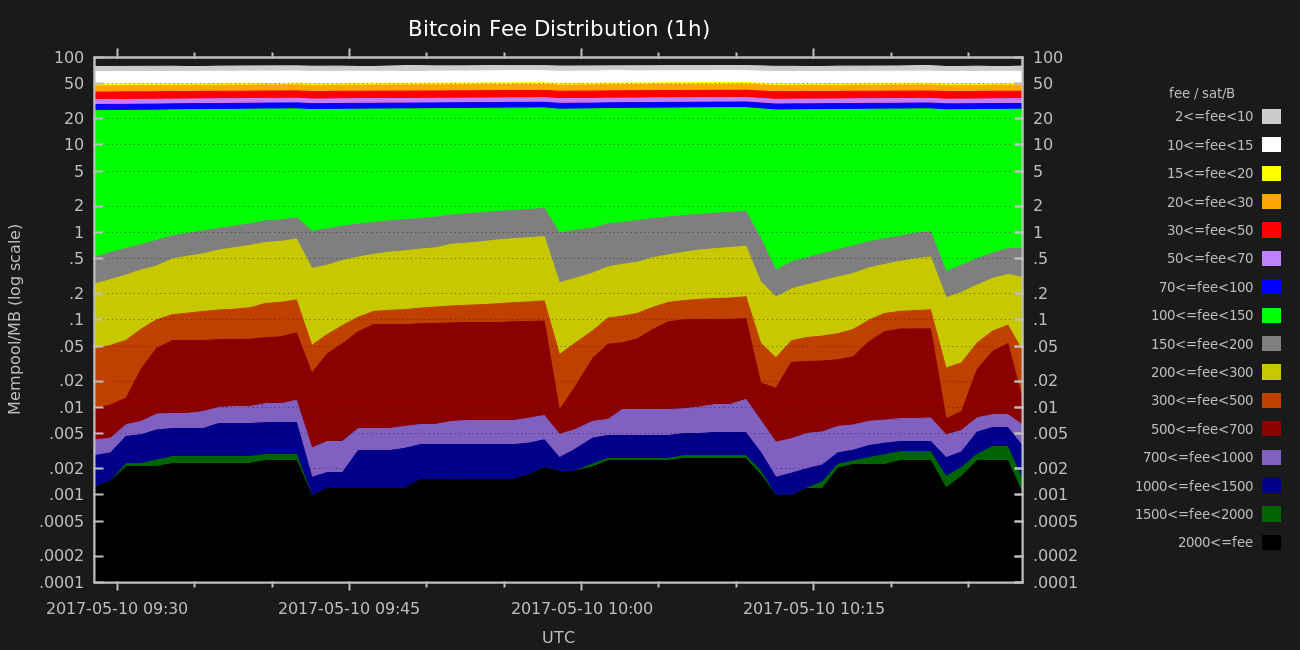 Bitcoin Fee Distribution (1h)
Mempool/MB (log scale)
100
50
20
10
5
2
1
.5
.2
.1
.05
.02
.01
.005
.002
.001
.0005
.0002
.0001
100
50
20
10
5
2
1
.5
.2
.1
.05
.02
.01
.005
.002
.001
.0005
.0002
.0001
2017-05-10 09:30 2017-05-10 09:45 2017-05-10 10:00 2017-05-10 10:15
UTC
fee / sat/B
2<=fee<10
10<=fee<15
15<=fee<20
20<=fee<30
30<=fee<50
50<=fee<70
70<=fee<100
100<=fee<150
150<=fee<200
200<=fee<300
300<=fee<500
500<=fee<700
700<=fee<1000
1000<=fee<1500
1500<=fee<2000
2000<=fee